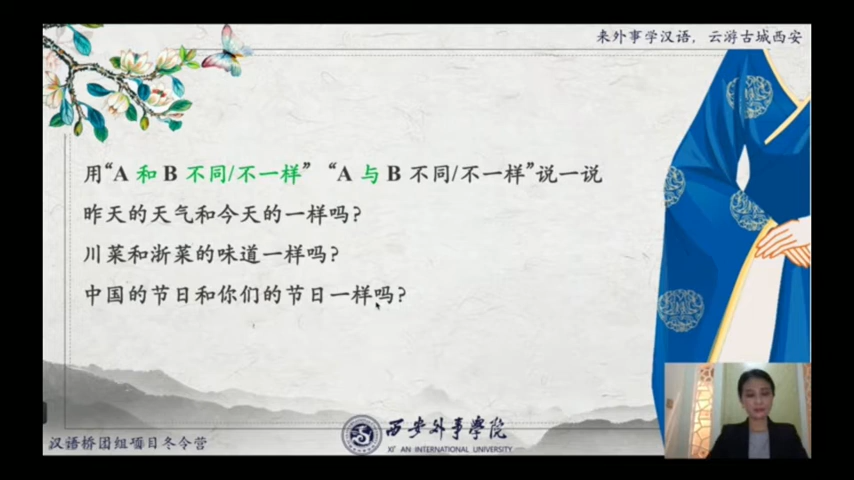 来外事学汉语，云游古城西安
用“A 和 B 不同/不一样” “A 与 B 不同/不一样”说一说
昨天的天气和今天的一样吗？
川菜和浙菜的味道一样吗？
中国的节日和你们的节日一样吗？
汉语桥团组项目冬令营
西安外事学院
XI' AN INTERNATIONAL UNIVERSITY